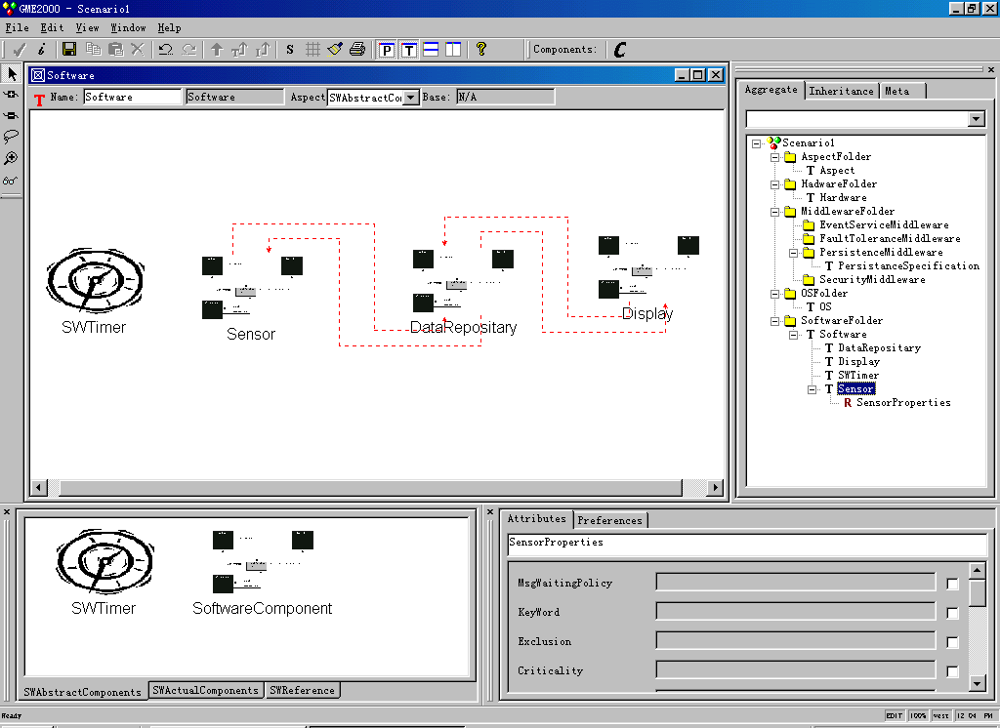 GME2000 - Scenario1
File Edit View Window Help
Components:
Software
Name: Software Software Aspect SWAbstractCo Base: N/A
SWTimer
Sensor
DataRepositary
Display
Aggregate Inheritance Meta
Scenario1
AspectFolder
T Aspect
HadwareFolder
T Hardware
MiddlewareFolder
EventServiceMiddleware
FaultToleranceMiddleware
PersistenceMiddleware
T PersistanceSpecification
SecurityMiddleware
OSFolder
T OS
SoftwareFolder
T Software
T DataRepositary
T Display
T SWTimer
T Sensor
R SensorProperties
SWTimer
SoftwareComponent
SWAbstractComponents SWActualComponents SWReference
Attributes Preferences
SensorProperties
MsgWaitingPolicy
KeyWord
Exclusion
Criticality
Ready
EDIT 100% 12 04 PM